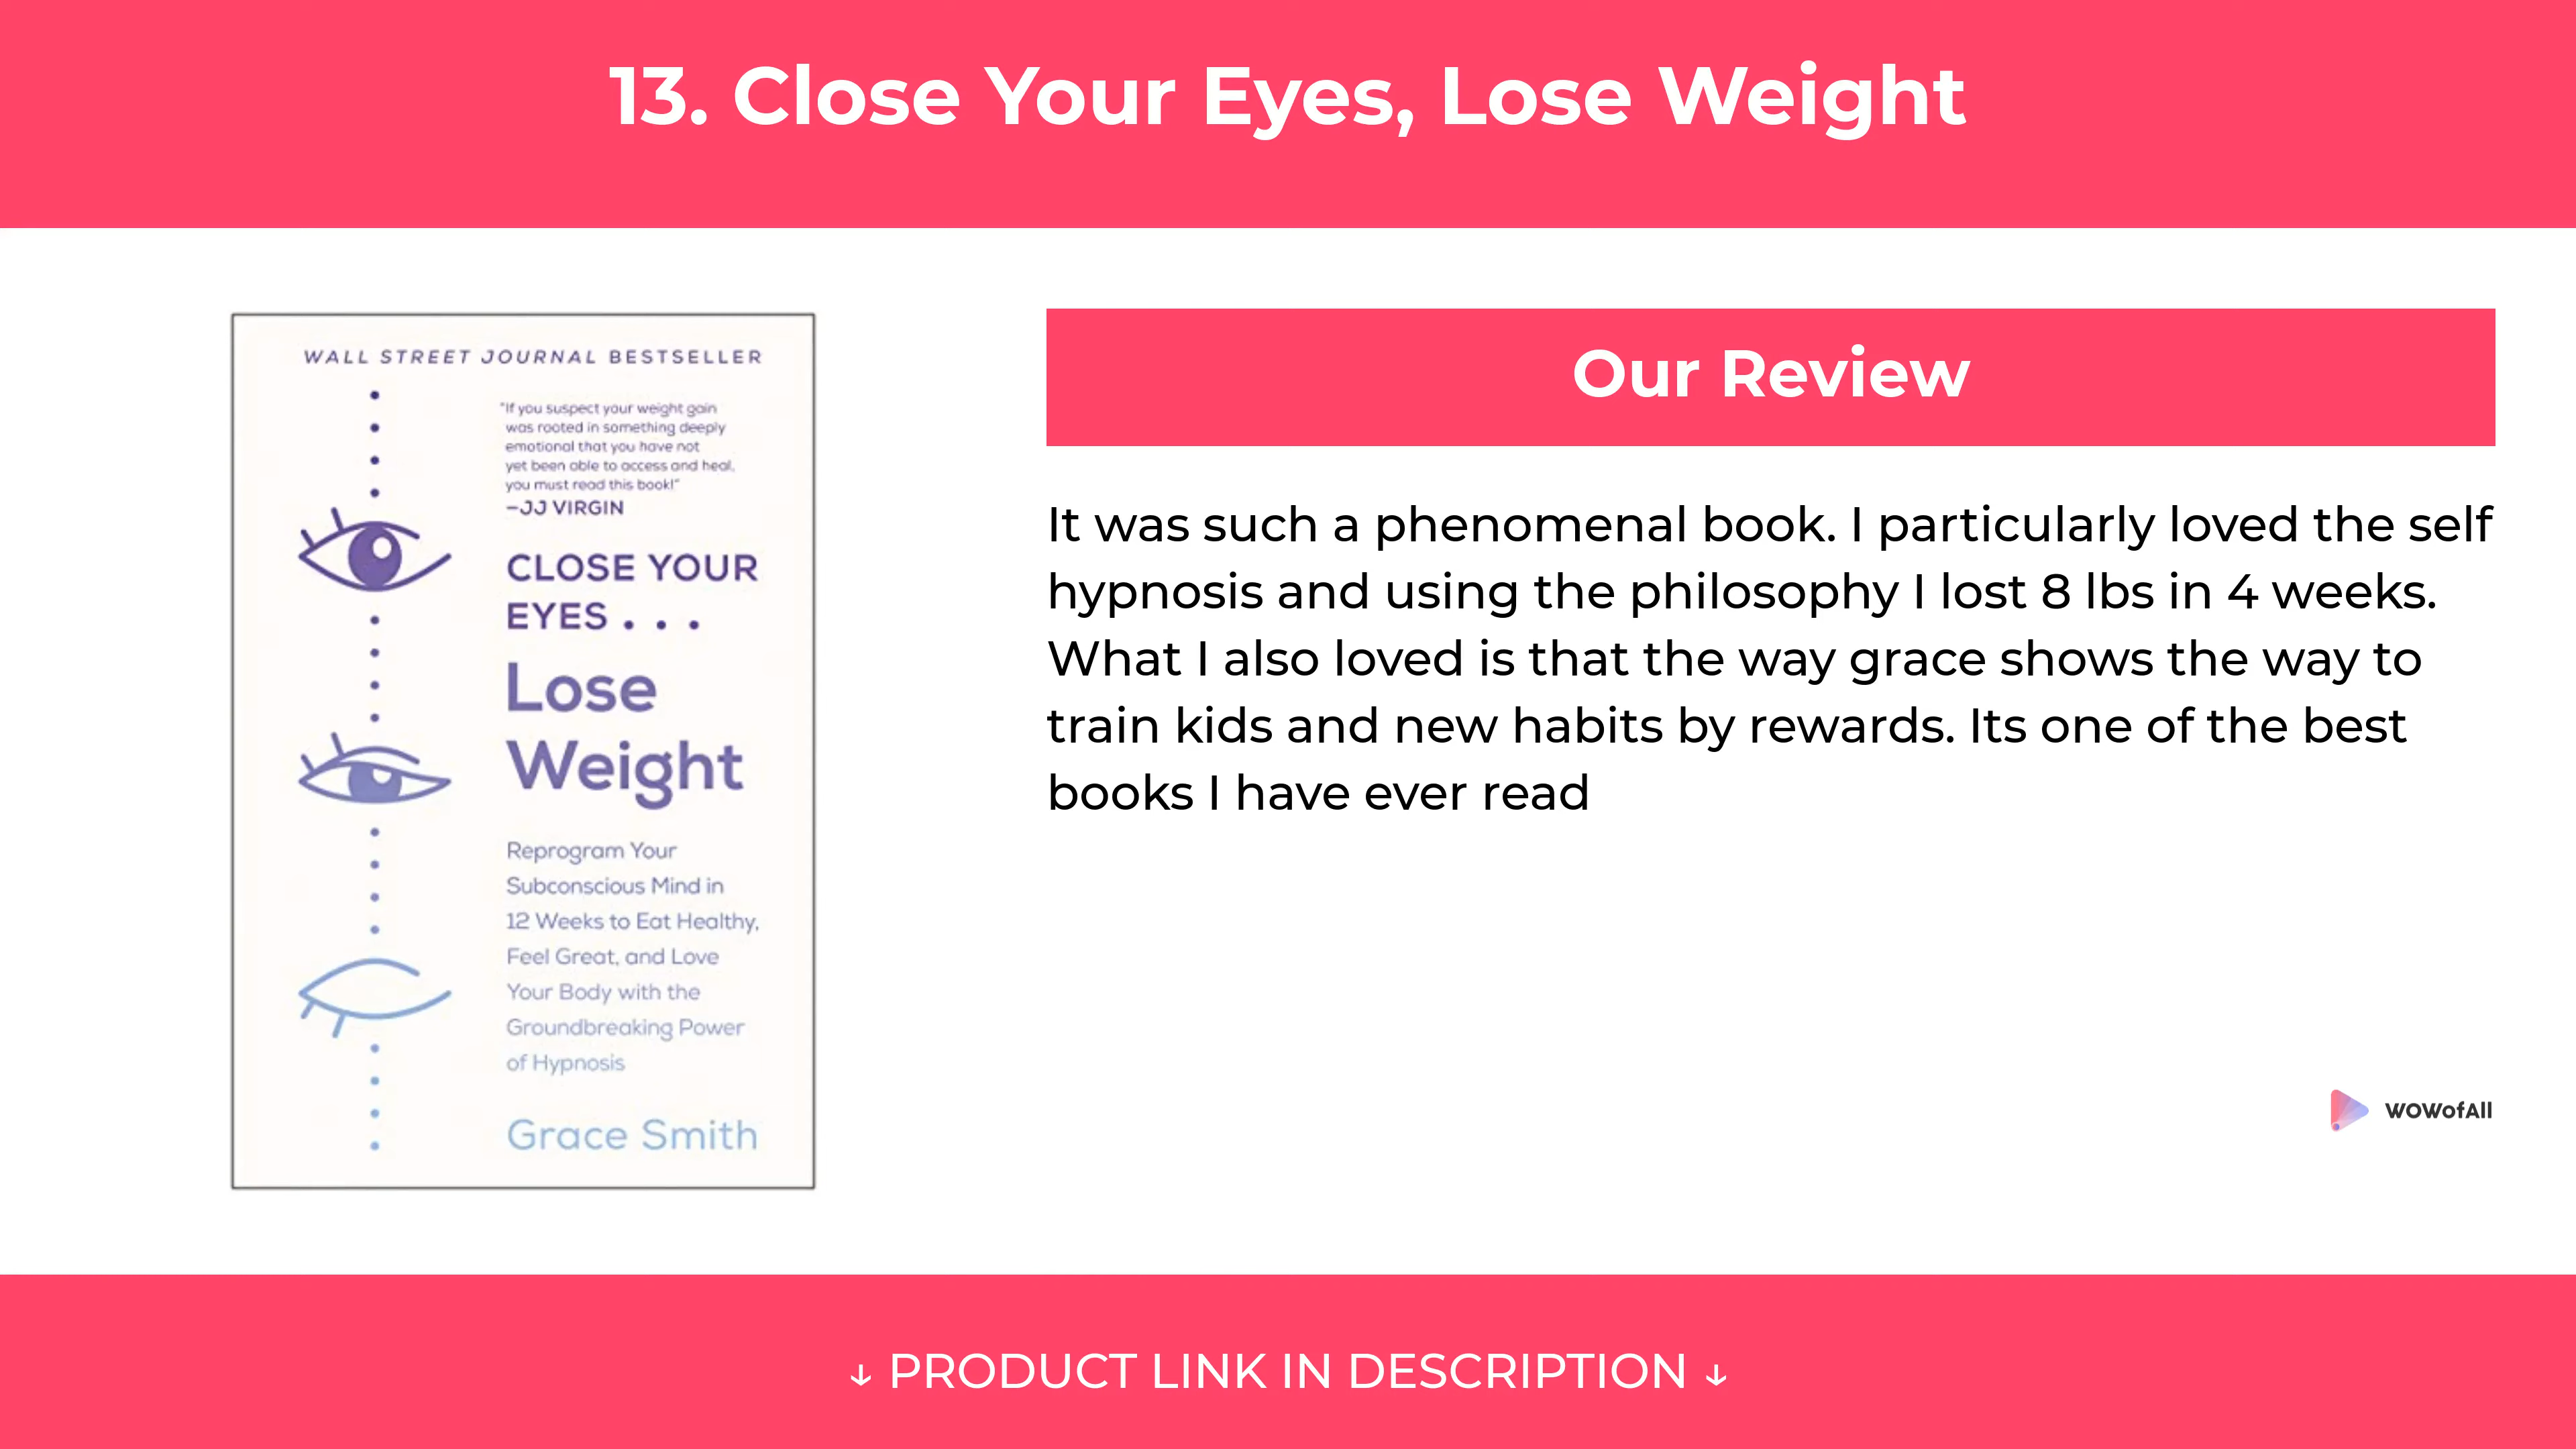 13. Close Your Eyes, Lose Weight
WALL STREET JOURNAL BESTSELLER
"If you suspect your weight gain
was rooted in something deeply
emotional that you have not
yet been able to access and heal,
you must read this book!"
—JJ VIRGIN
CLOSE YOUR
EYES . . .
Lose
Weight
Reprogram Your
Subconscious Mind in
12 Weeks to Eat Healthy,
Feel Great, and Love
Your Body with the
Groundbreaking Power
of Hypnosis
Grace Smith
Our Review
It was such a phenomenal book. I particularly loved the self
hypnosis and using the philosophy I lost 8 lbs in 4 weeks.
What I also loved is that the way grace shows the way to
train kids and new habits by rewards. Its one of the best
books I have ever read
wOWofAll
↓ PRODUCT LINK IN DESCRIPTION ↓